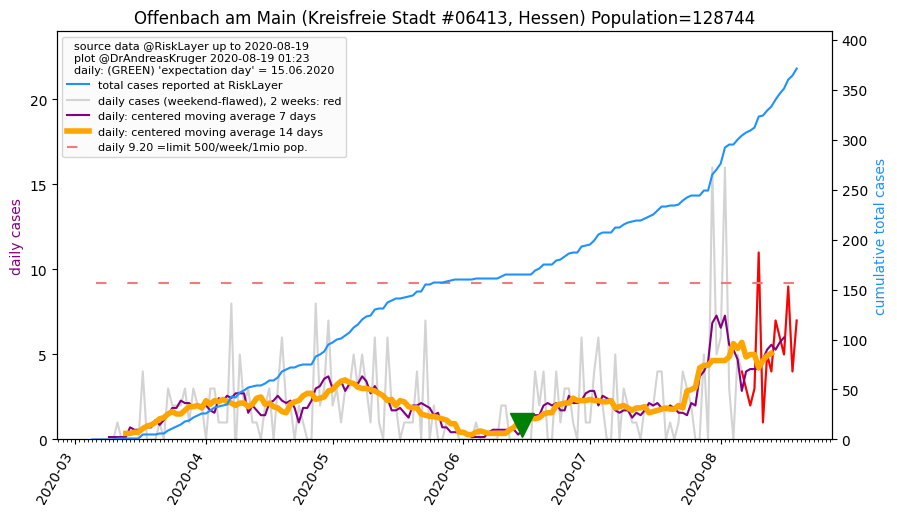 Offenbach am Main (Kreisfreie Stadt #06413, Hessen) Population=128744
source data @RiskLayer up to 2020-08-19
plot @DrAndreasKruger 2020-08-19 01:23
daily: (GREEN) 'expectation day' = 15.06.2020
total cases reported at RiskLayer
daily cases (weekend-flawed), 2 weeks: red
daily: centered moving average 7 days
daily: centered moving average 14 days
daily 9.20 =limit 500/week/1mio pop.
daily cases
0
5
10
15
20
cumulative total cases
0
50
100
150
200
250
300
350
400
2020-03
2020-04
2020-05
2020-06
2020-07
2020-08